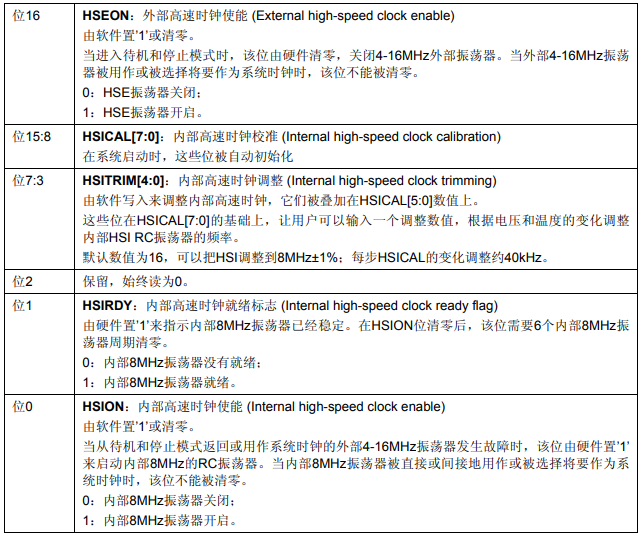 位16
HSEON：外部高速时钟使能 (External high-speed clock enable)
由软件置’1’或清零。
当进入待机和停止模式时，该位由硬件清零，关闭4-16MHz外部振荡器。当外部4-16MHz振荡
器被用作或被选择将要作为系统时钟时，该位不能被清零。
0：HSE振荡器关闭；
1：HSE振荡器开启。
位15:8
HSICAL[7:0]：内部高速时钟校准 (Internal high-speed clock calibration)
在系统启动时，这些位被自动初始化
位7:3
HSITRIM[4:0]：内部高速时钟调整 (Internal high-speed clock trimming)
由软件写入来调整内部高速时钟，它们被叠加在HSICAL[5:0]数值上。
这些位在HSICAL[7:0]的基础上，让用户可以输入一个调整数值，根据电压和温度的变化调整
内部HSI RC振荡器的频率。
默认数值为16，可以把HSI调整到8MHz±1%；每步HSICAL的变化调整约40kHz。
位2
保留，始终读为0。
位1
HSIRDY：内部高速时钟就绪标志 (Internal high-speed clock ready flag)
由硬件置’1’来指示内部8MHz振荡器已经稳定。在HSION位清零后，该位需要6个内部8MHz振
荡器周期清零。
0：内部8MHz振荡器没有就绪；
1：内部8MHz振荡器就绪。
位0
HSION：内部高速时钟使能 (Internal high-speed clock enable)
由软件置’1’或清零。
当从待机和停止模式返回或用作系统时钟的外部4-16MHz振荡器发生故障时，该位由硬件置’1’
来启动内部8MHz的RC振荡器。当内部8MHz振荡器被直接或间接地用作或被选择将要作为系
统时钟时，该位不能被清零。
0：内部8MHz振荡器关闭；
1：内部8MHz振荡器开启。